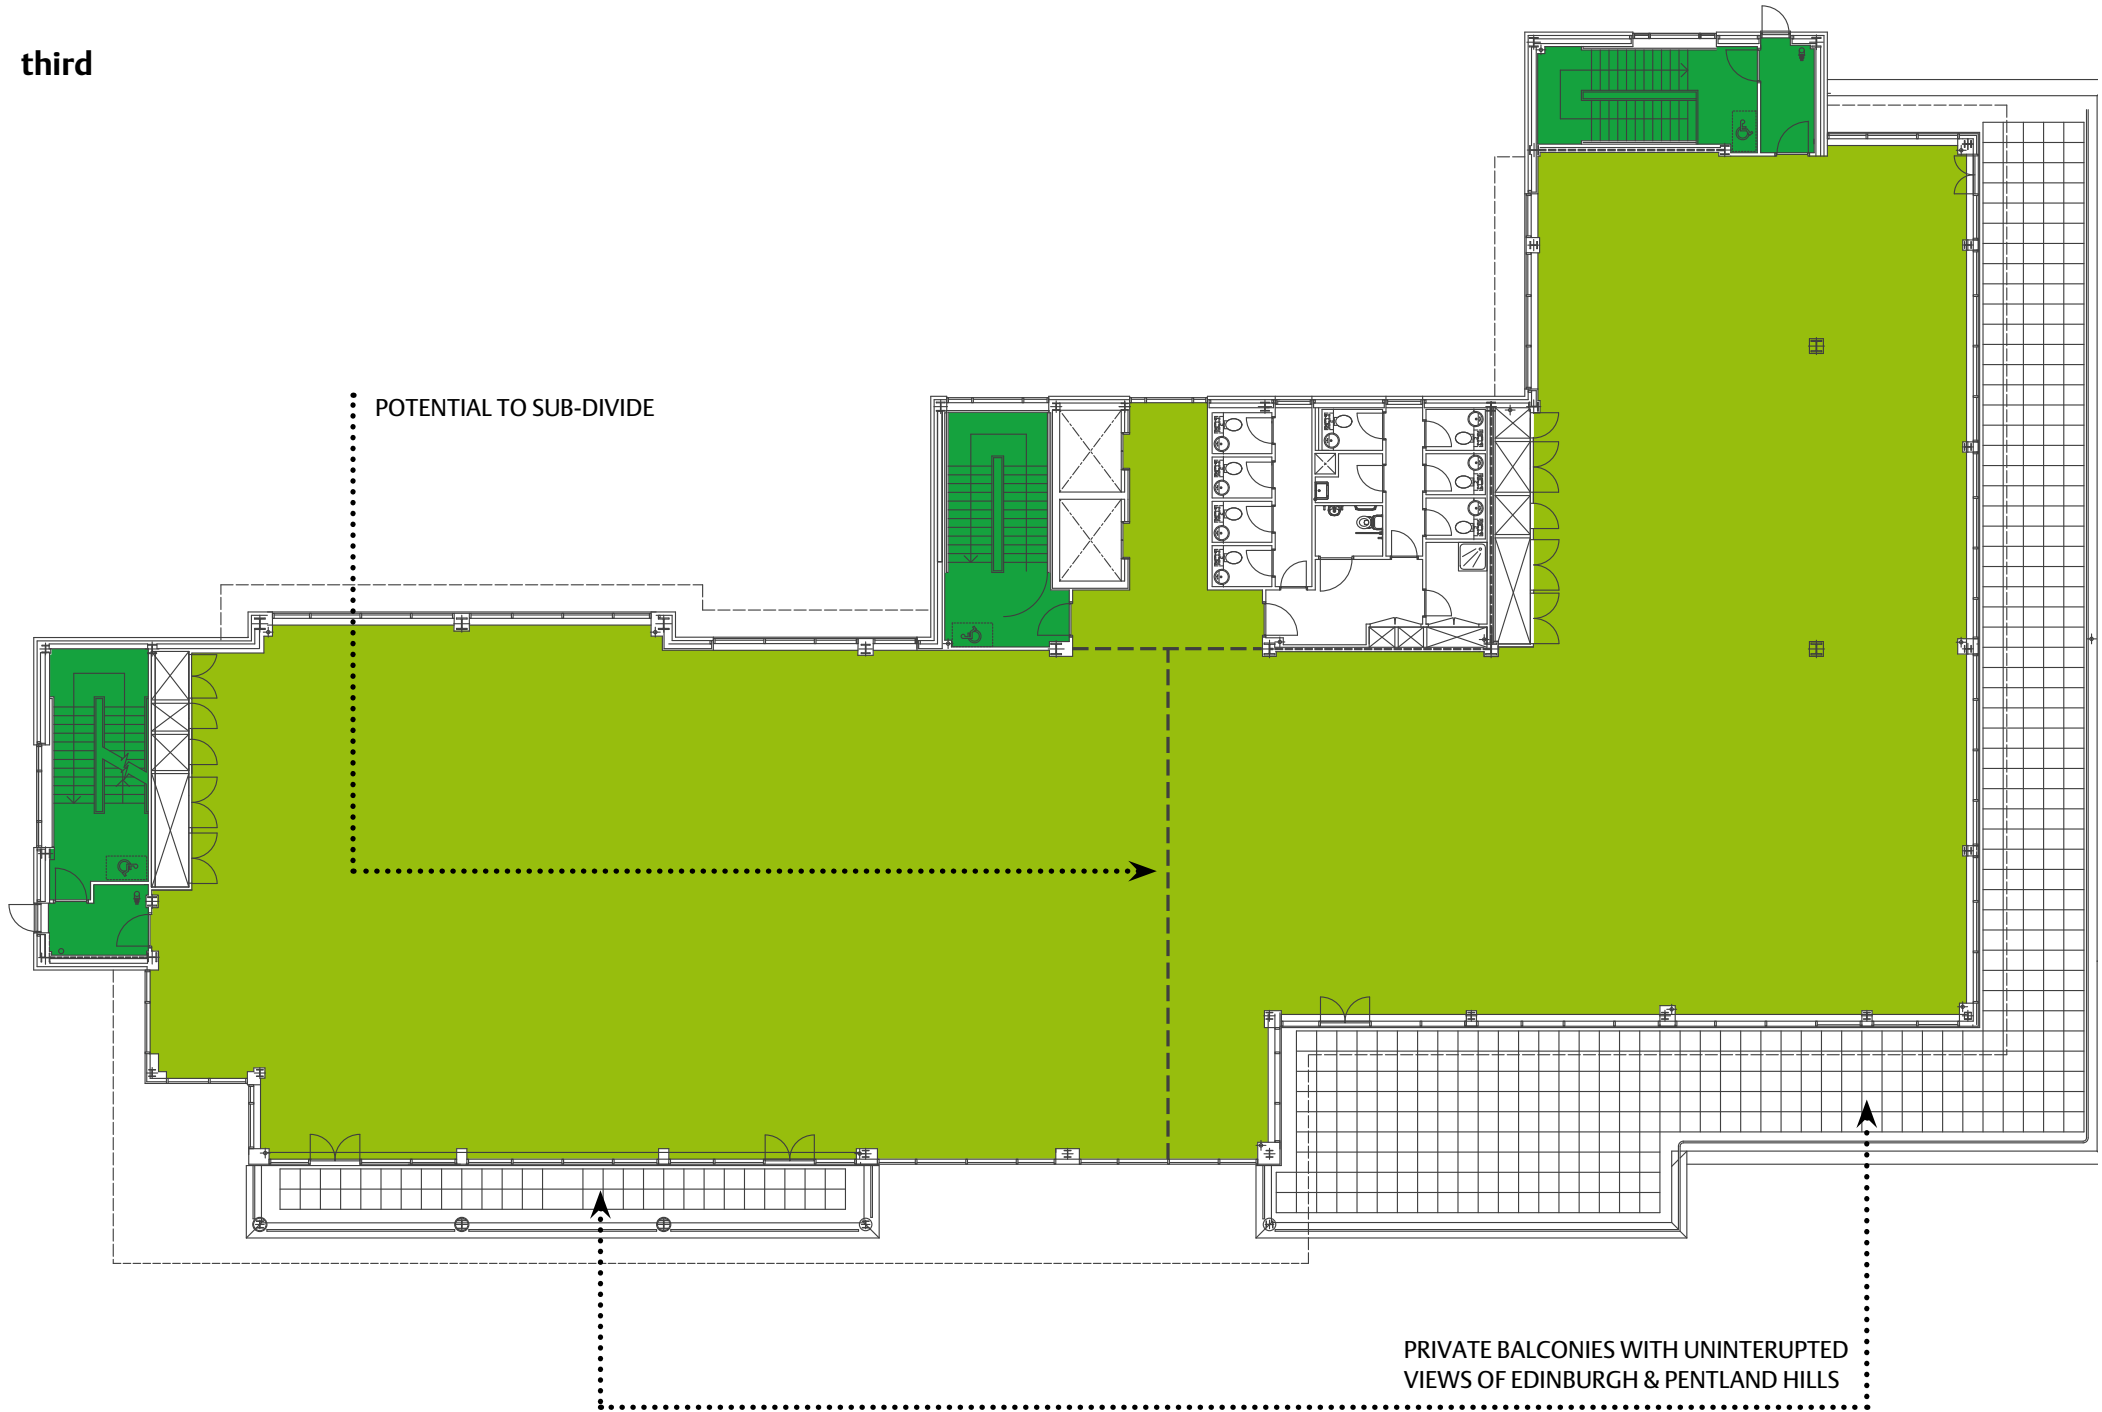 third
POTENTIAL TO SUB-DIVIDE
PRIVATE BALCONIES WITH UNINTERUPTED
VIEWS OF EDINBURGH & PENTLAND HILLS